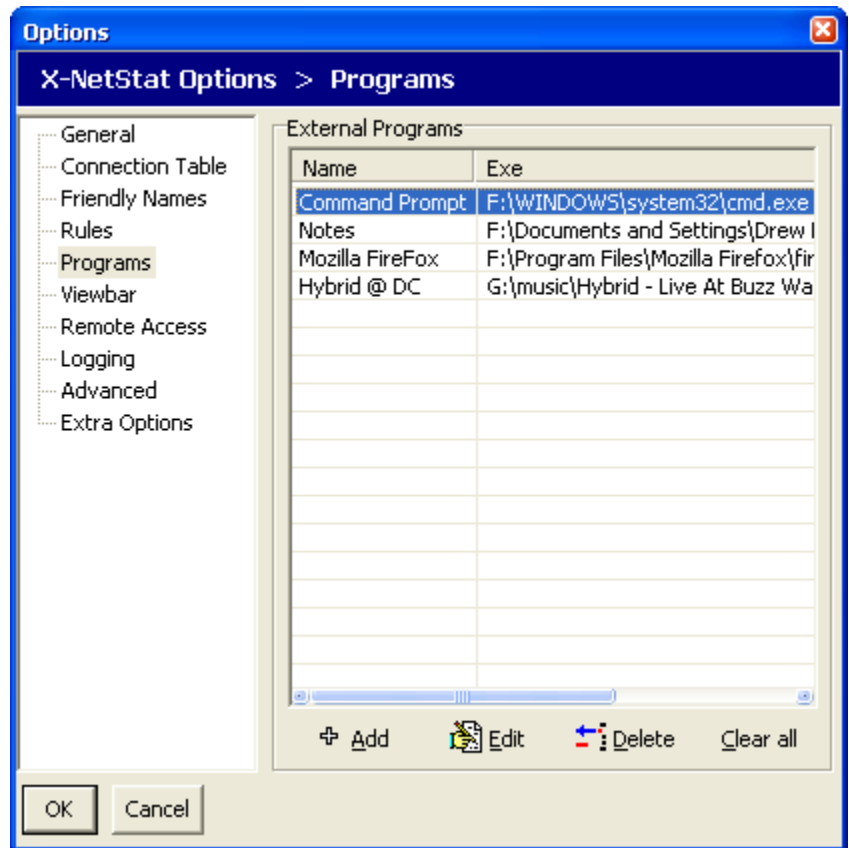 Options
X-NetStat Options > Programs
General
Connection Table
Friendly Names
Rules
Programs
Viewbar
Remote Access
Logging
Advanced
Extra Options
External Programs
Name Exe
Command Prompt F:\WINDOWS\system32\cmd.exe
Notes F:\Documents and Settings\Drew
Mozilla FireFox F:\Program Files\Mozilla Firefox\fir
Hybrid @ DC G:\music\Hybrid - Live At Buzz Wa
Add Edit Delete Clear all
OK Cancel